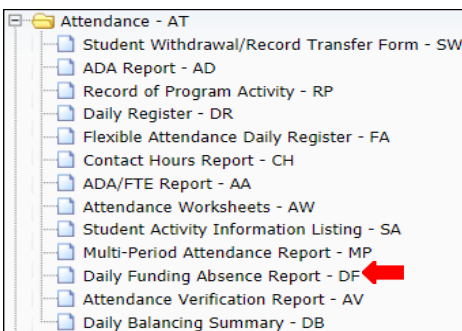 Attendance - AT
Student Withdrawal/Record Transfer Form - SW
ADA Report - AD
Record of Program Activity - RP
Daily Register - DR
Flexible Attendance Daily Register - FA
Contact Hours Report - CH
ADA/FTE Report - AA
Attendance Worksheets - AW
Student Activity Information Listing - SA
Multi-Period Attendance Report - MP
Daily Funding Absence Report - DF
Attendance Verification Report - AV
Daily Balancing Summary - DB